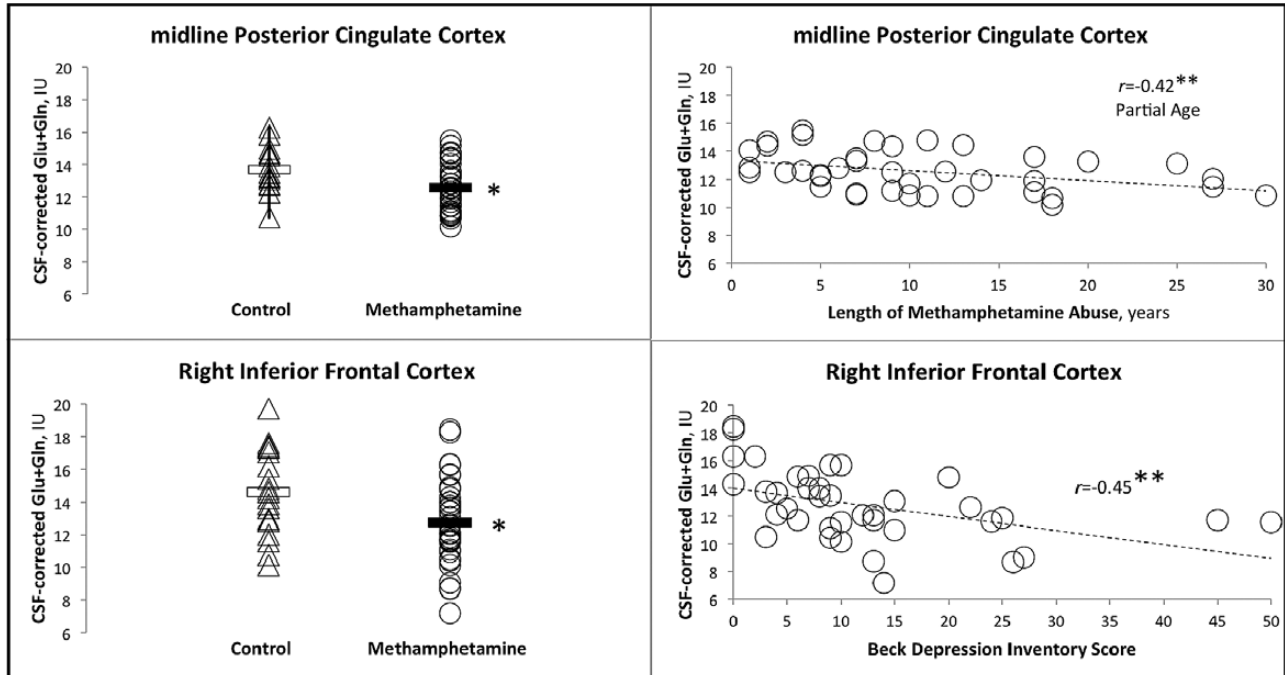 midline Posterior Cingulate Cortex
CSF-corrected Glu+Gln, IU
20
18
16
14
12
10
8
6
*
Control
Methamphetamine
midline Posterior Cingulate Cortex
CSF-corrected Glu+Gln, IU
20
18
16
14
12
10
8
6
r=-0.42**
Partial Age
0 5 10 15 20 25 30
Length of Methamphetamine Abuse, years
Right Inferior Frontal Cortex
CSF-corrected Glu+Gln, IU
20
18
16
14
12
10
8
6
*
Control
Methamphetamine
Right Inferior Frontal Cortex
CSF-corrected Glu+Gln, IU
20
18
16
14
12
10
8
6
r=-0.45**
0 5 10 15 20 25 30 35 40 45 50
Beck Depression Inventory Score